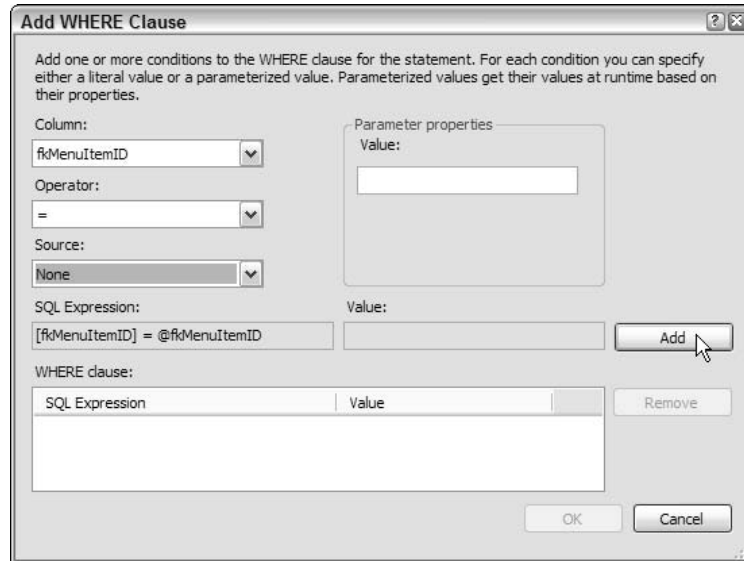 Add WHERE Clause
Add one or more conditions to the WHERE clause for the statement. For each condition you can specify
either a literal value or a parameterized value. Parameterized values get their values at runtime based on
their properties.
Column:
fkMenuItemID
Operator:
=
Source:
None
Parameter properties
Value:
SQL Expression:
[fkMenuItemID] = @fkMenuItemID
Value:
Add
WHERE clause:
SQL Expression
Value
Remove
OK
Cancel